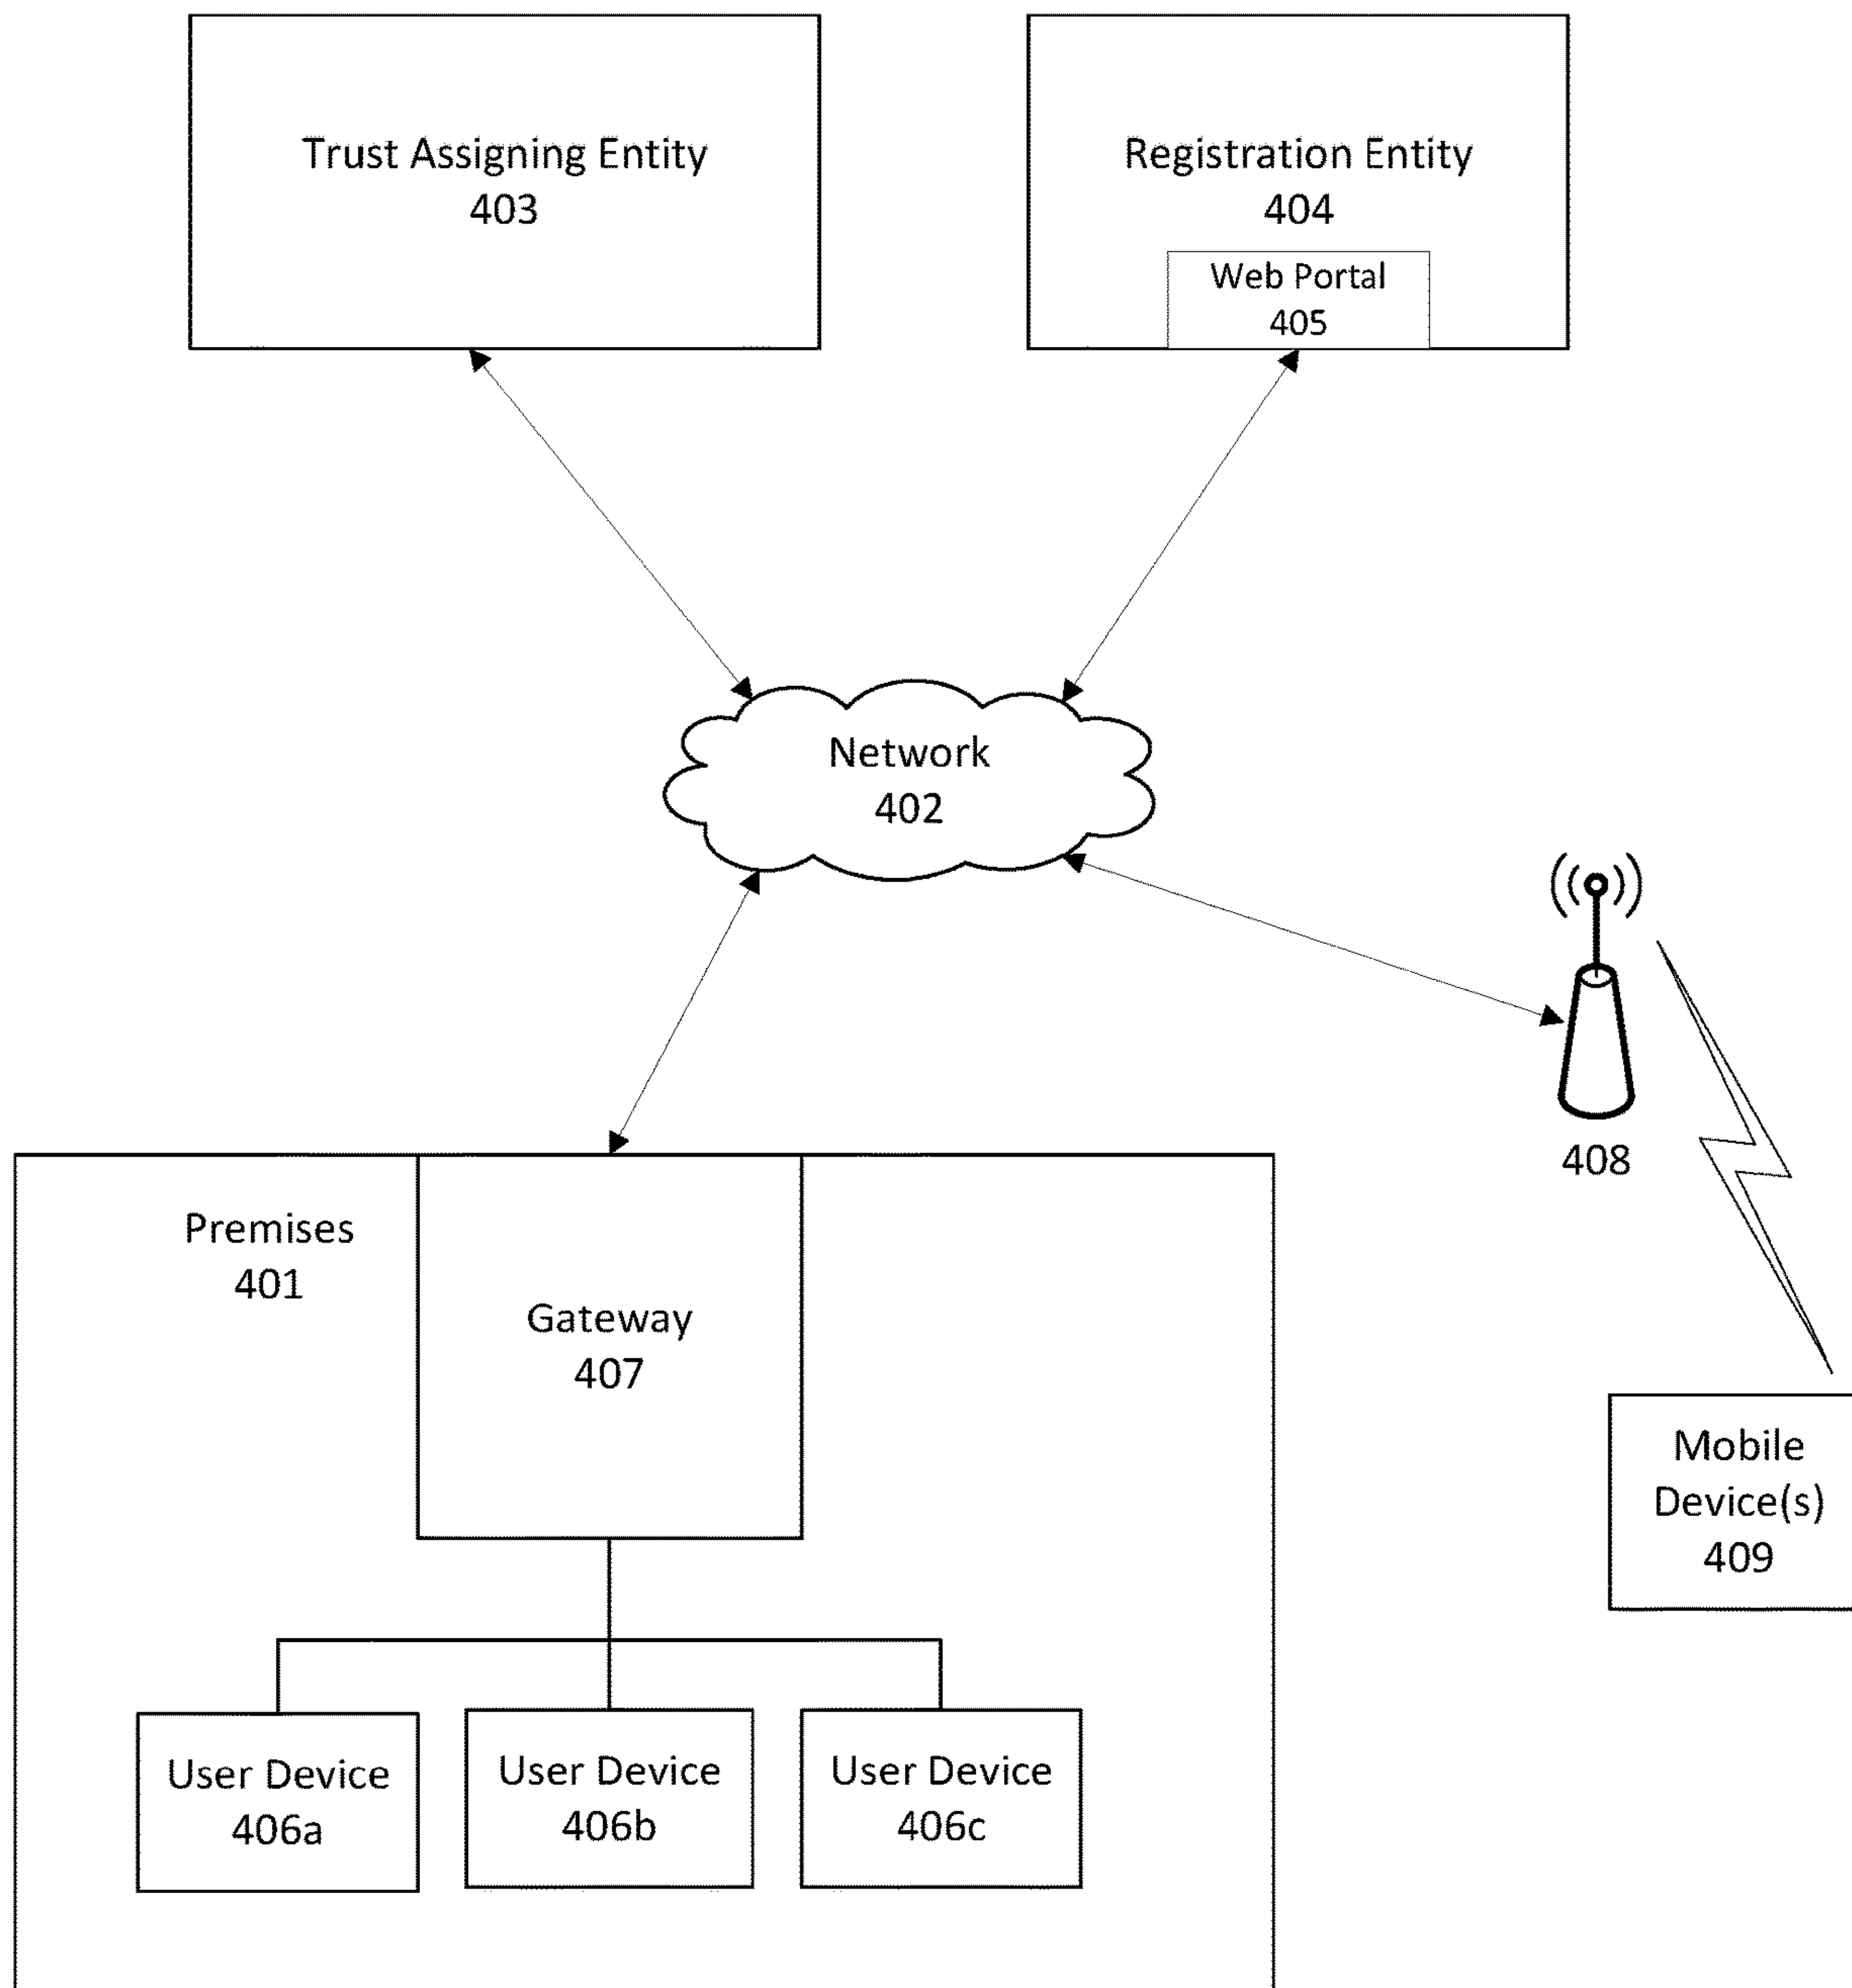 Trust Assigning Entity
403
Registration Entity
404
Web Portal
405
Network
402
408
Premises
401
Gateway
407
Mobile
Device(s)
409
User Device
406a
User Device
406b
User Device
406c